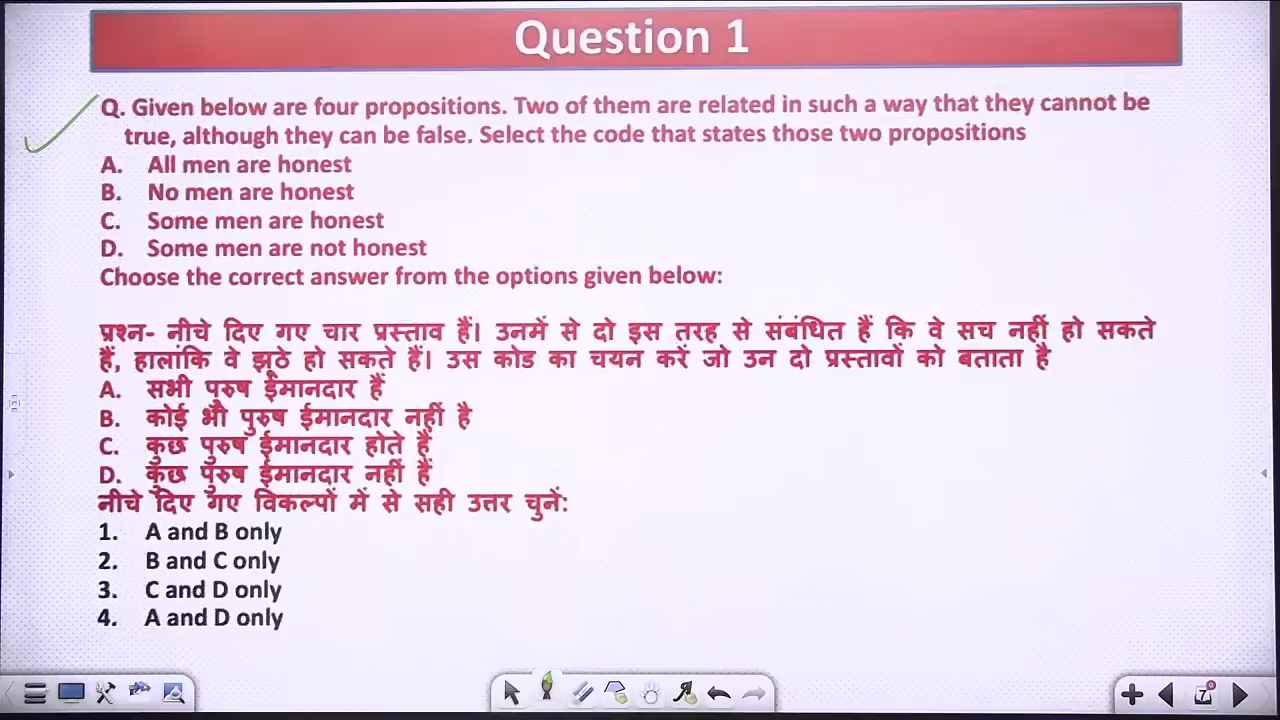 Question 1
Q. Given below are four propositions. Two of them are related in such a way that they cannot be
true, although they can be false. Select the code that states those two propositions
A. All men are honest
B. No men are honest
C. Some men are honest
D. Some men are not honest
Choose the correct answer from the options given below:
प्रश्न- नीचे दिए गए चार प्रस्ताव हैं। उनमें से दो इस तरह से संबंधित हैं कि वे सच नहीं हो सकते
हैं, हालांकि वे झूठे हो सकते हैं। उस कोड का चयन करें जो उन दो प्रस्तावों को बताता है
A. सभी पुरुष ईमानदार हैं
B. कोई भी पुरुष ईमानदार नहीं है
C. कुछ पुरुष ईमानदार होते हैं
D. कुछ पुरुष ईमानदार नहीं हैं
नीचे दिए गए विकल्पों में से सही उत्तर चुनें:
1. A and B only
2. B and C only
3. C and D only
4. A and D only